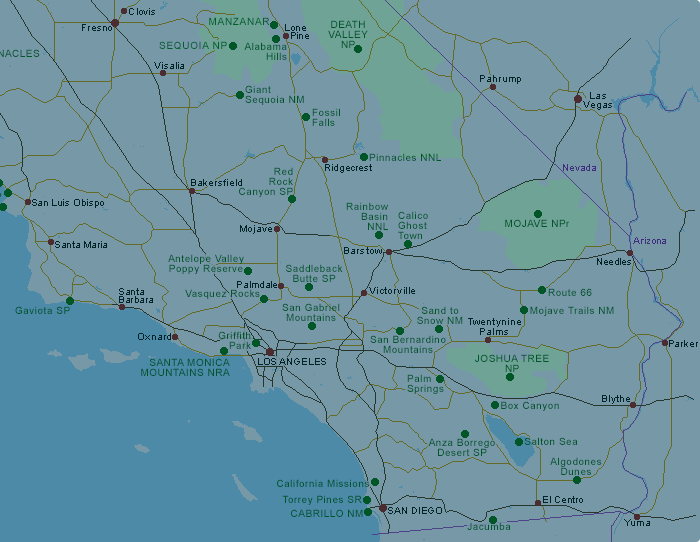 Clovis
Fresno
MANZANAR
Lone
Pine
DEATH
VALLEY
NP
SEQUOIA NP
Alabama
Hills
NACLES
Visalia
Pahrump
Las
Vegas
Giant
Sequoia NM
Fossil
Falls
Ridgecrest
Pinnacles NNL
Nevada
Red
Rock
Canyon SP
Bakersfield
San Luis Obispo
Rainbow
Basin
NNL
Calico
Ghost
Town
MOJAVE NPr
Mojave
Santa Maria
Arizona
Barstow
Needles
Antelope Valley
Poppy Reserve
Saddleback
Butte SP
Palmdale
Vasquez Rocks
Victorville
Route 66
Santa
Barbara
Gaviota SP
San Gabriel
Mountains
Sand to
Snow NM
Mojave Trails NM
Twentynine
Palms
Oxnard
Griffith
Park
San Bernardino
Mountains
Parker
SANTA MONICA
MOUNTAINS NRA
LOS ANGELES
JOSHUA TREE
NP
Palm
Springs
Box Canyon
Blythe
Anza Borrego
Desert SP
Salton Sea
Algodones
Dunes
California Missions
Torrey Pines SR
CABRILLO NM
SAN DIEGO
El Centro
Jacumba
Yuma